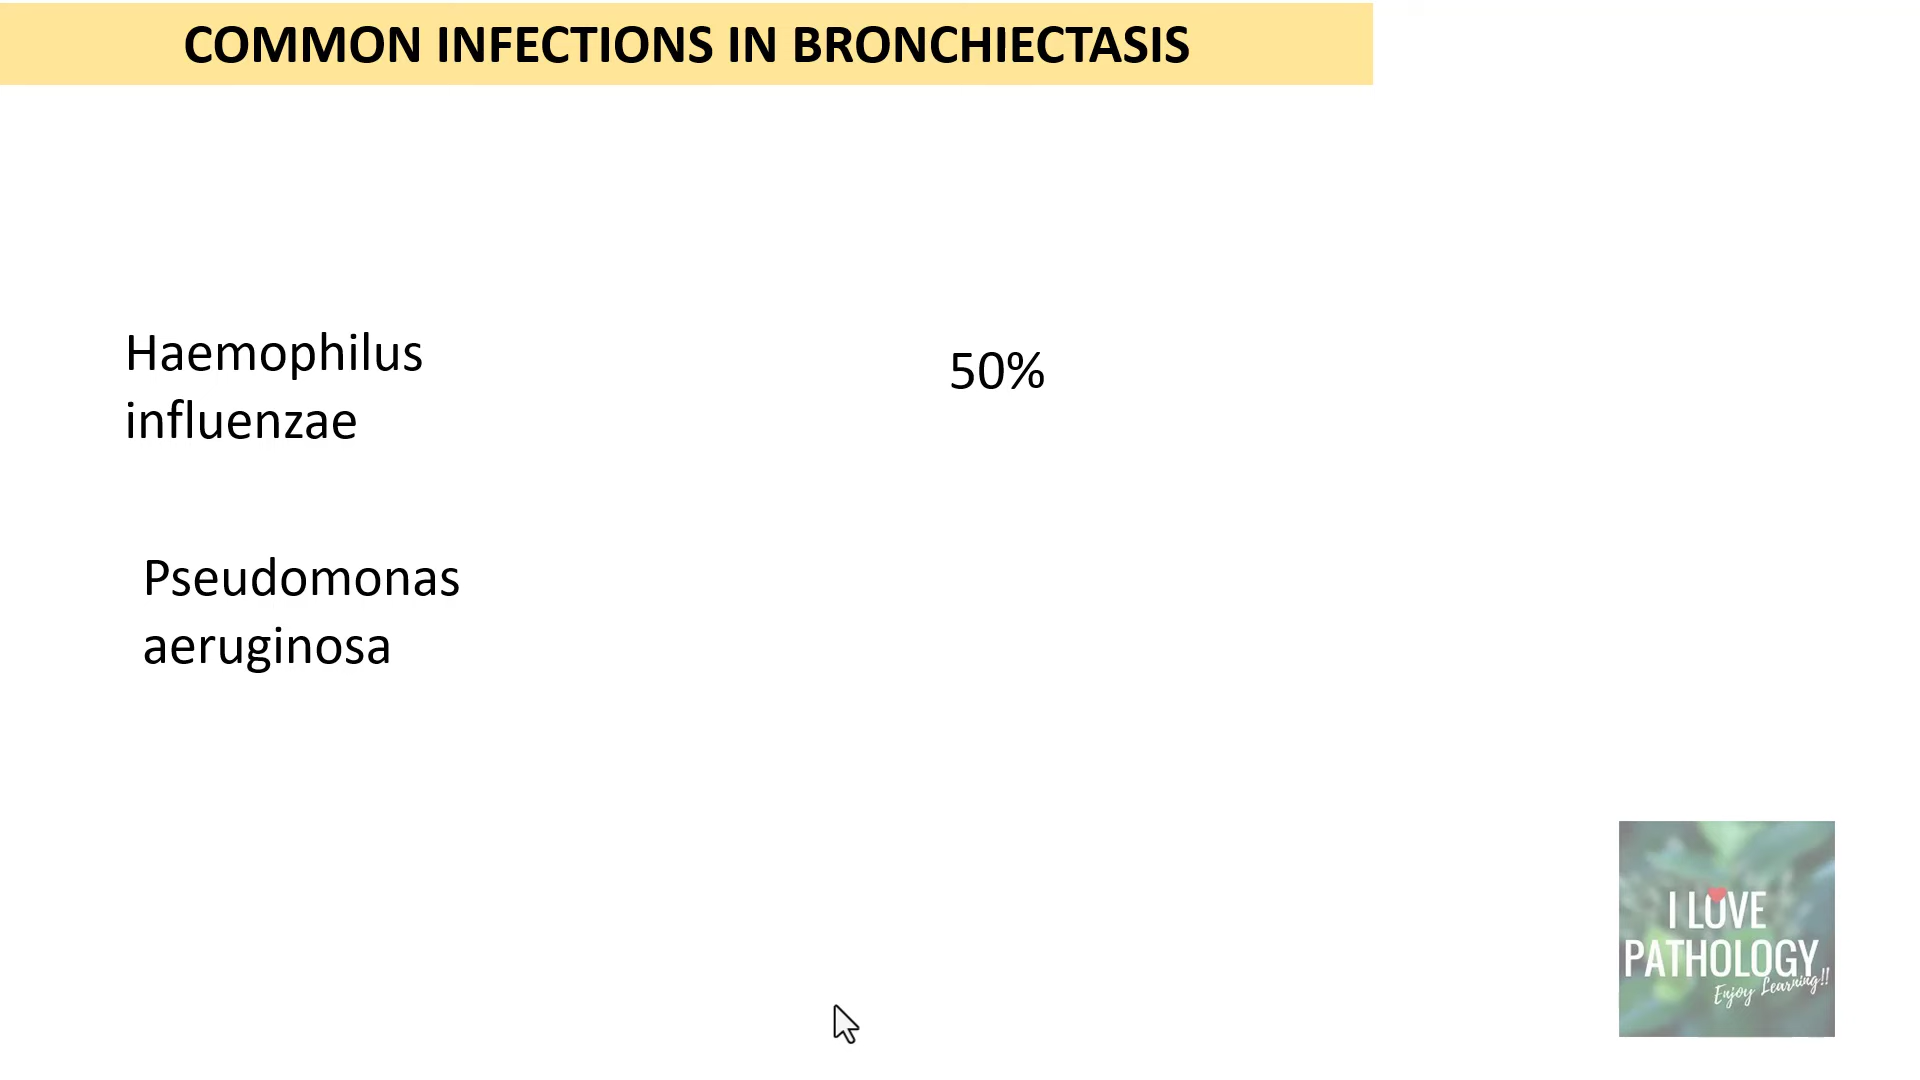 COMMON INFECTIONS IN BRONCHIECTASIS
Haemophilus
influenzae
50%
Pseudomonas
aeruginosa
I LOVE
PATHOLOGY
Enjoy Learning!!